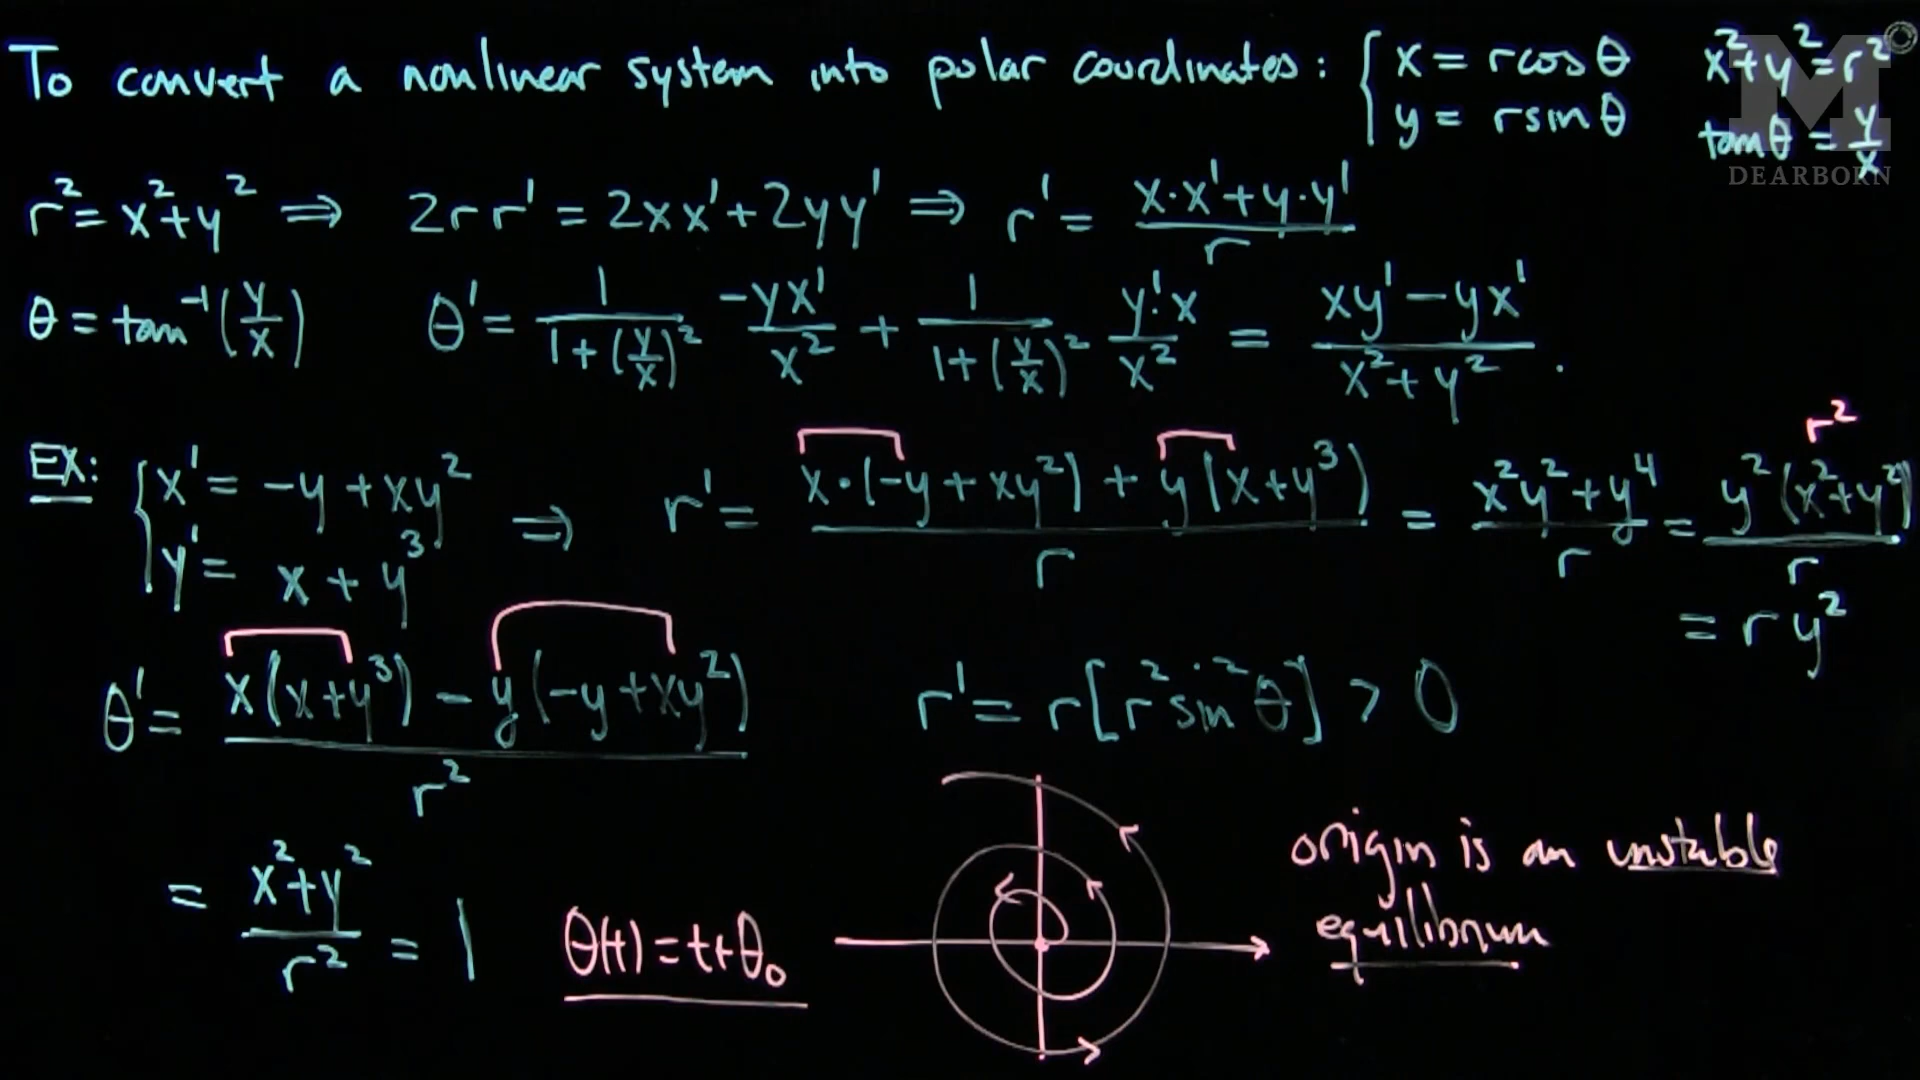 To convert a nonlinear system into polar coordinates: { x = r cos θ   x² + y² = r²
y = r sin θ   tan θ = y/x
M
DEARBORN
r² = x² + y² ⇒ 2rr' = 2xx' + 2yy' ⇒ r' = (x·x' + y·y')/r
θ = tan⁻¹(y/x)   θ' = 1/(1+(y/x)²) (-yx')/x² + 1/(1+(y/x)²) (y'·x)/x² = (xy' - yx')/(x² + y²).
EX: { x' = -y + xy²
y' = x + y³
⇒ r' = (x·(-y + xy²) + y(x + y³))/r = (x²y² + y⁴)/r = (y²(x² + y²))/r
r²
= ry²
θ' = (x(x + y³) - y(-y + xy²))/r²   r' = r[r² sin² θ] > 0
= (x² + y²)/r² = 1   θ(t) = t + θ₀
origin is an unstable
equilibrium